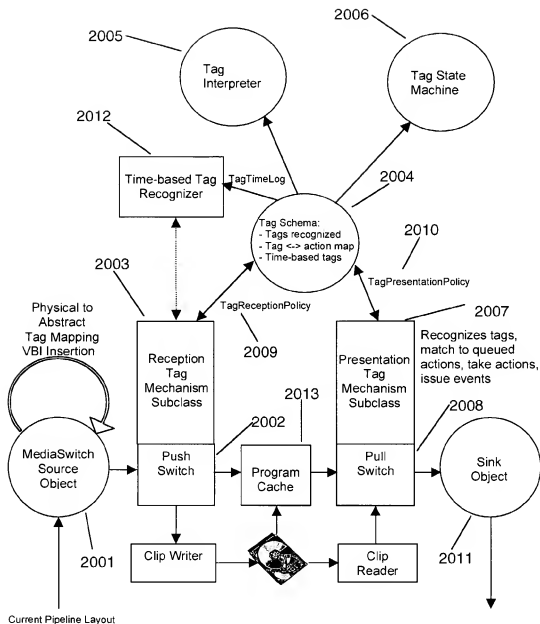 2005
2006
Tag
Interpreter
Tag State
Machine
2012
Time-based Tag
Recognizer
TagTimeLog
2004
Tag Schema:
- Tags recognized
- Tag <-> action map
- Time-based tags
2010
TagPresentationPolicy
2003
TagReceptionPolicy
2009
2007
Physical to
Abstract
Tag Mapping
VBI Insertion
Reception
Tag
Mechanism
Subclass
Presentation
Tag
Mechanism
Subclass
Recognizes tags,
match to queued
actions, take actions,
issue events
2013
2002
2008
MediaSwitch
Source
Object
Push
Switch
Program
Cache
Pull
Switch
Sink
Object
2001
Clip Writer
Clip
Reader
2011
Current Pipeline Layout